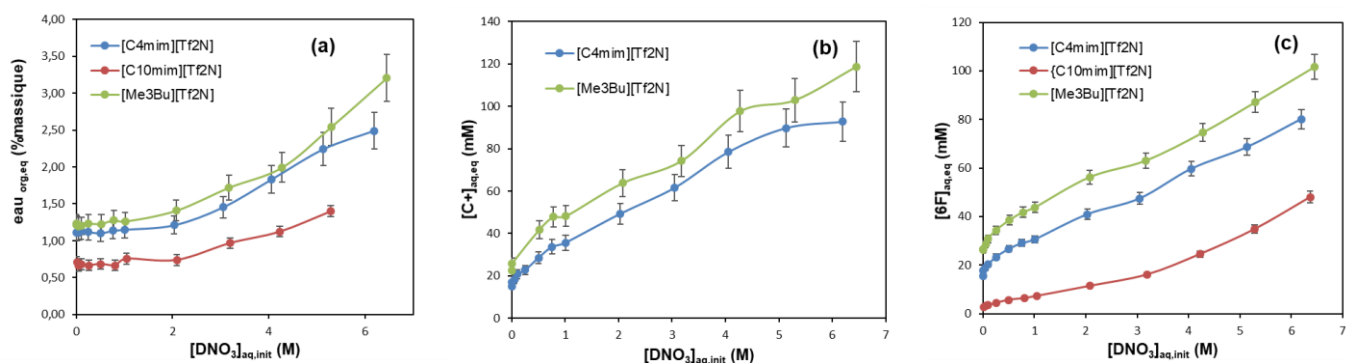 (a)
[C4mim][Tf2N]
[C10mim][Tf2N]
[Me3Bu][Tf2N]
eau org,eq (%massique)
4,00
3,50
3,00
2,50
2,00
1,50
1,00
0,50
0,00
0 2 4 6
[DNO3]aq,init (M)
(b)
[C4mim][Tf2N]
[Me3Bu][Tf2N]
[C+]aq,eq (mM)
140
120
100
80
60
40
20
0
0 1 2 3 4 5 6 7
[DNO3]aq,init (M)
(c)
[C4mim][Tf2N]
{C10mim][Tf2N]
[Me3Bu][Tf2N]
[6F]aq,eq (mM)
120
100
80
60
40
20
0
0 1 2 3 4 5 6 7
[DNO3]aq,init (M)